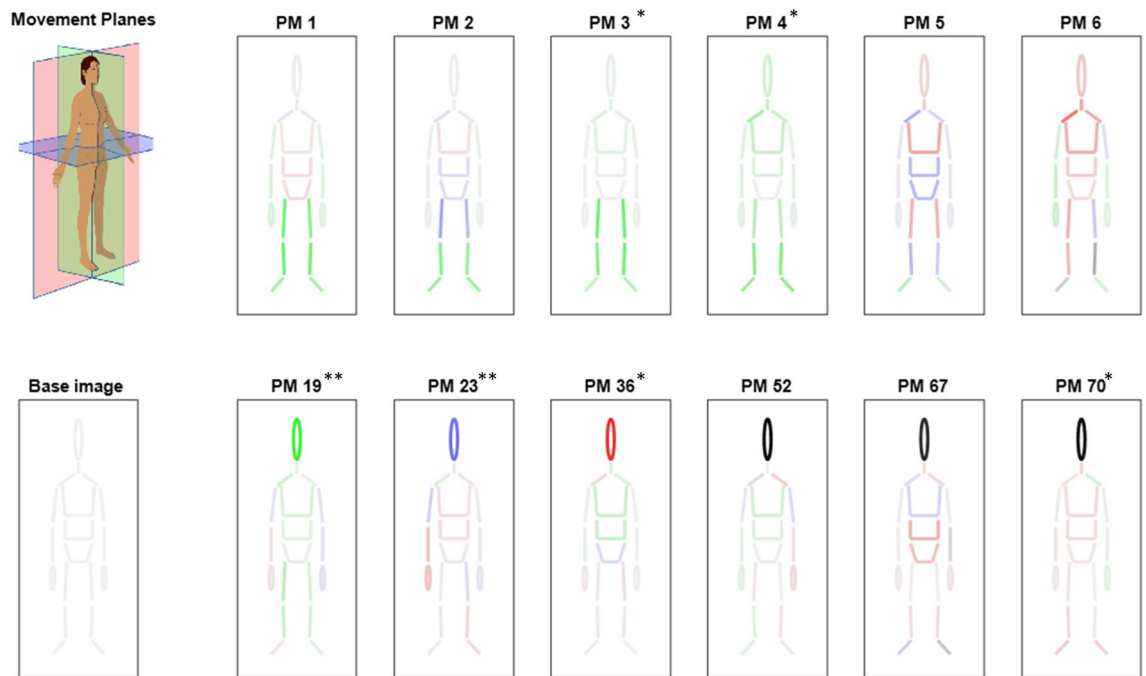 Movement Planes PM 1 PM 2 PM 3 * PM 4 * PM 5 PM 6
Base image PM 19 ** PM 23 ** PM 36 * PM 52 PM 67 PM 70 *